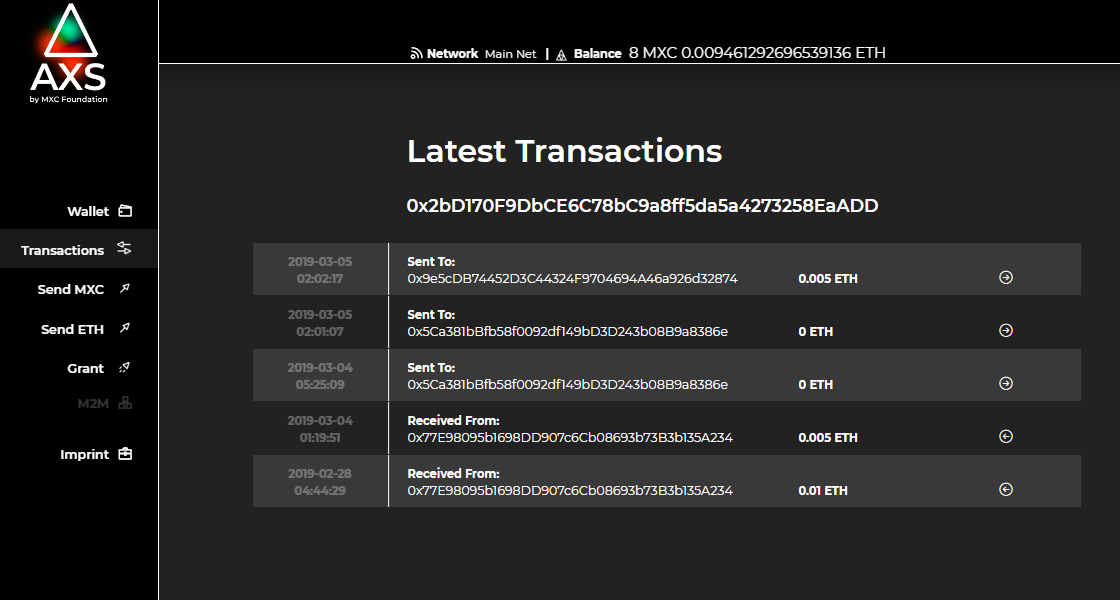 AXS
by MXC Foundation
Network Main Net | Balance 8 MXC 0.009461292696539136 ETH
Wallet
Transactions
Send MXC
Send ETH
Grant
M2M
Imprint
Latest Transactions
0x2bD170F9DbCE6C78bC9a8ff5da5a4273258EaADD
2019-03-05
02:02:17
Sent To:
0x9e5cDB74452D3C44324F9704694A46a926d32874
0.005 ETH
2019-03-05
02:01:07
Sent To:
0x5Ca381bBfb58f0092df149bD3D243b08B9a8386e
0 ETH
2019-03-04
05:25:09
Sent To:
0x5Ca381bBfb58f0092df149bD3D243b08B9a8386e
0 ETH
2019-03-04
01:19:51
Received From:
0x77E98095b1698DD907c6Cb08693b73B3b135A234
0.005 ETH
2019-02-28
04:44:29
Received From:
0x77E98095b1698DD907c6Cb08693b73B3b135A234
0.01 ETH